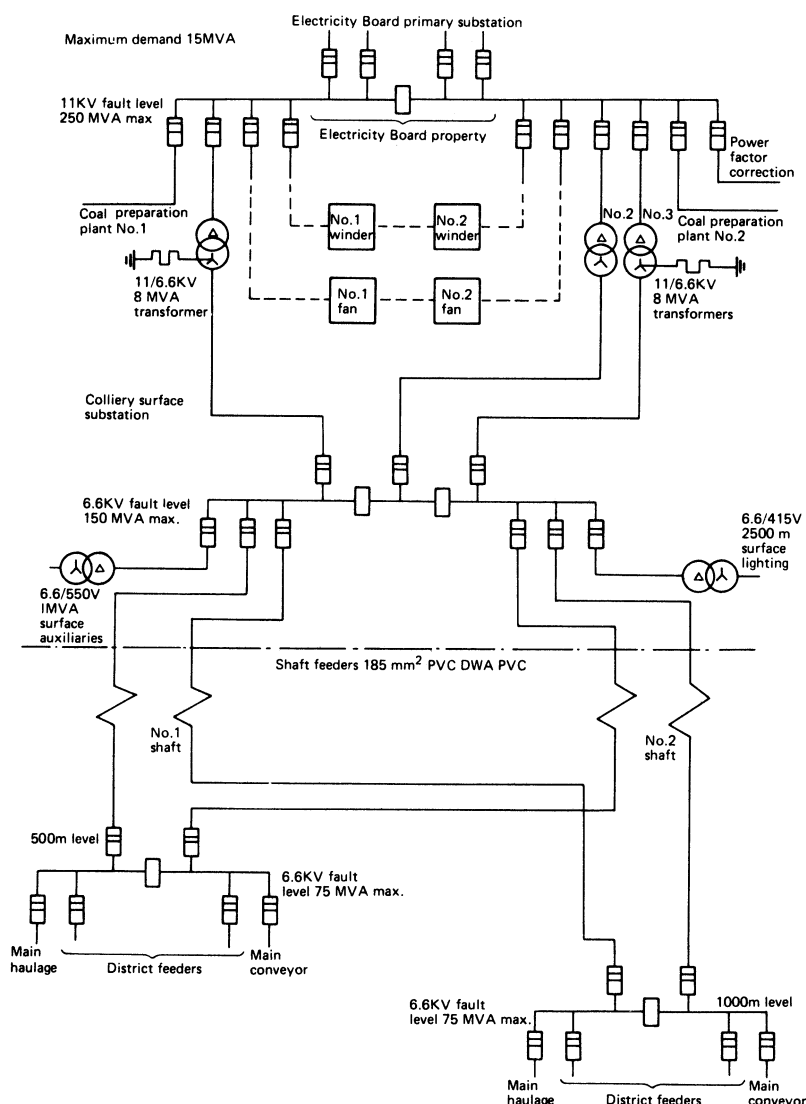 Electricity Board primary substation
Maximum demand 15MVA
11KV fault level
250 MVA max
Electricity Board property
Power
factor
correction
Coal preparation
plant No.1
No.1
winder
No.2
winder
No.2
No.3
Coal preparation
plant No.2
11/6.6KV
8 MVA
transformer
No.1
fan
No.2
fan
11/6.6KV
8 MVA
transformers
Colliery surface
substation
6.6KV fault level
150 MVA max.
6.6/415V
2500 m
surface
lighting
6.6/550V
IMVA
surface
auxiliaries
Shaft feeders 185 mm² PVC DWA PVC
No.1
shaft
No.2
shaft
500m level
6.6KV fault
level 75 MVA max.
Main
haulage
District feeders
Main
conveyor
6.6KV fault
level 75 MVA max.
1000m level
Main
haulage
District feeders
Main
conveyor